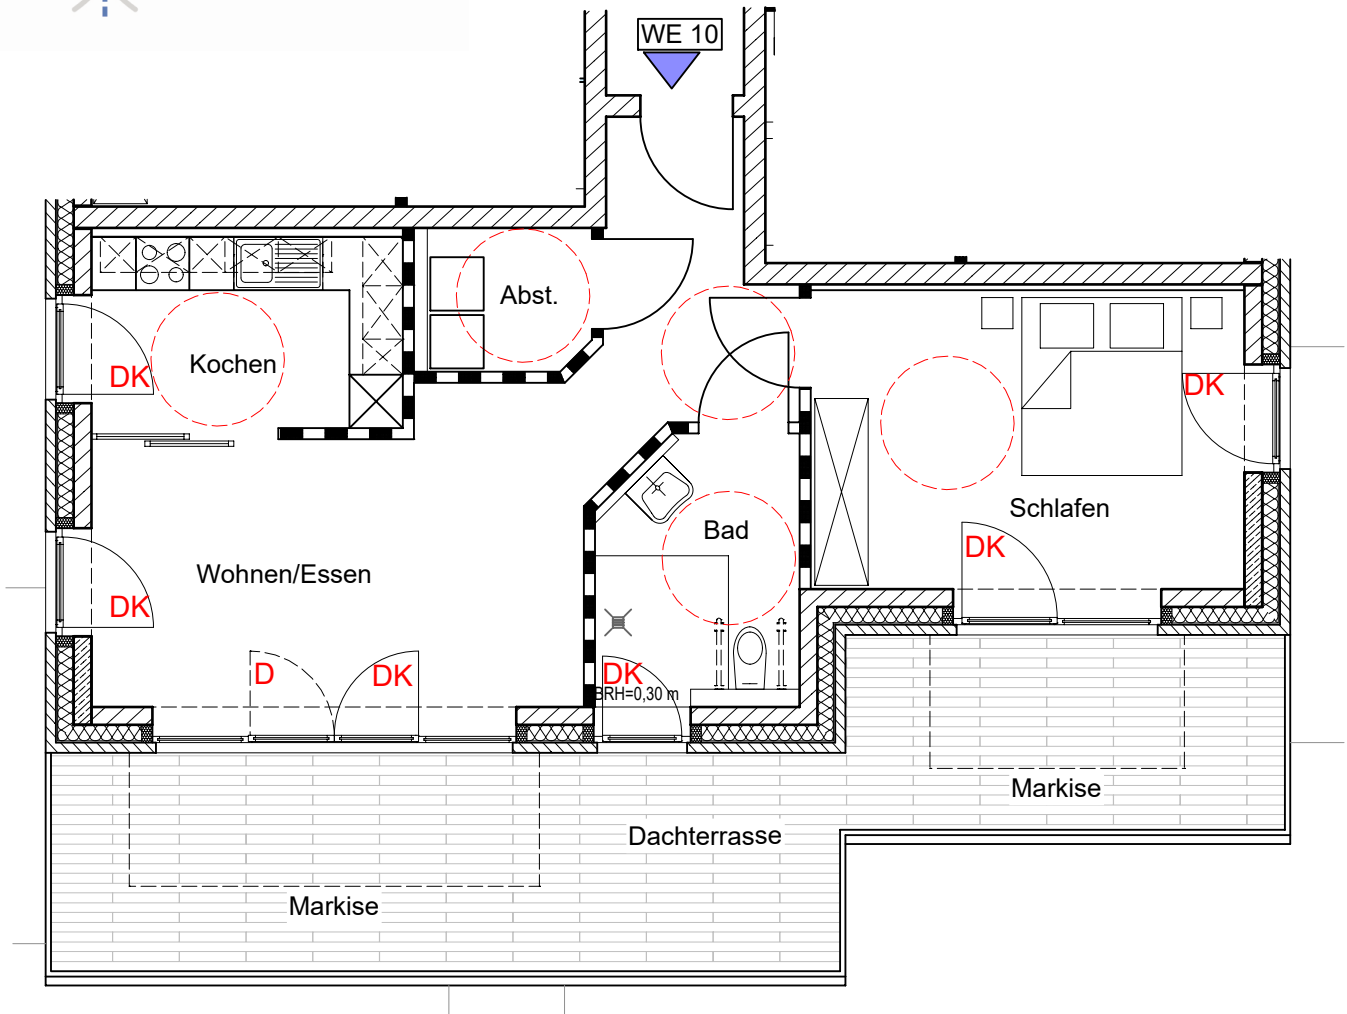 WE 10
Abst.
Kochen
DK
DK
Schlafen
Bad
DK
Wohnen/Essen
DK
D
DK
DK
BRH=0,30 m
Markise
Dachterrasse
Markise